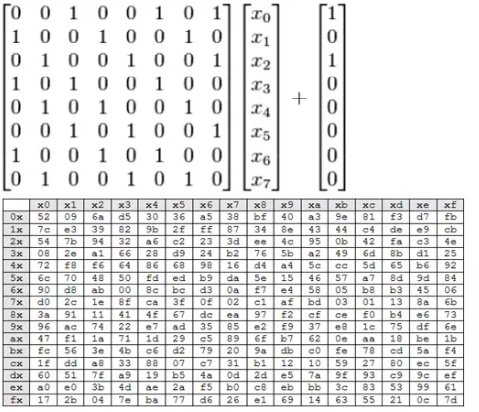 0 0 1 0 0 1 0 1 x₀ 1
1 0 0 1 0 0 1 0 x₁ 0
0 1 0 0 1 0 0 1 x₂ 1
1 0 1 0 0 1 0 0 x₃ 0
+
0 1 0 1 0 0 1 0 x₄ 0
0 0 1 0 1 0 0 1 x₅ 0
1 0 0 1 0 1 0 0 x₆ 0
0 1 0 0 1 0 1 0 x₇ 0
x0 x1 x2 x3 x4 x5 x6 x7 x8 x9 xa xb xc xd xe xf
0x 52 09 6a d5 30 36 a5 38 bf 40 a3 9e 81 f3 d7 fb
1x 7c e3 39 82 9b 2f ff 87 34 8e 43 44 c4 de e9 cb
2x 54 7b 94 32 a6 c2 23 3d ee 4c 95 0b 42 fa c3 4e
3x 08 2e a1 66 28 d9 24 b2 76 5b a2 49 6d 8b d1 25
4x 72 f8 f6 64 86 68 98 16 d4 a4 5c cc 5d 65 b6 92
5x 6c 70 48 50 fd ed b9 da 5e 15 46 57 a7 8d 9d 84
6x 90 d8 ab 00 8c bc d3 0a f7 e4 58 05 b8 b3 45 06
7x d0 2c 1e 8f ca 3f 0f 02 c1 af bd 03 01 13 8a 6b
8x 3a 91 11 41 4f 67 dc ea 97 f2 cf ce f0 b4 e6 73
9x 96 ac 74 22 e7 ad 35 85 e2 f9 37 e8 1c 75 df 6e
ax 47 f1 1a 71 1d 29 c5 89 6f b7 62 0e aa 18 be 1b
bx fc 56 3e 4b c6 d2 79 20 9a db c0 fe 78 cd 5a f4
cx 1f dd a8 33 88 07 c7 31 b1 12 10 59 27 80 ec 5f
dx 60 51 7f a9 19 b5 4a 0d 2d e5 7a 9f 93 c9 9c ef
ex a0 e0 3b 4d ae 2a f5 b0 c8 eb bb 3c 83 53 99 61
fx 17 2b 04 7e ba 77 d6 26 e1 69 14 63 55 21 0c 7d